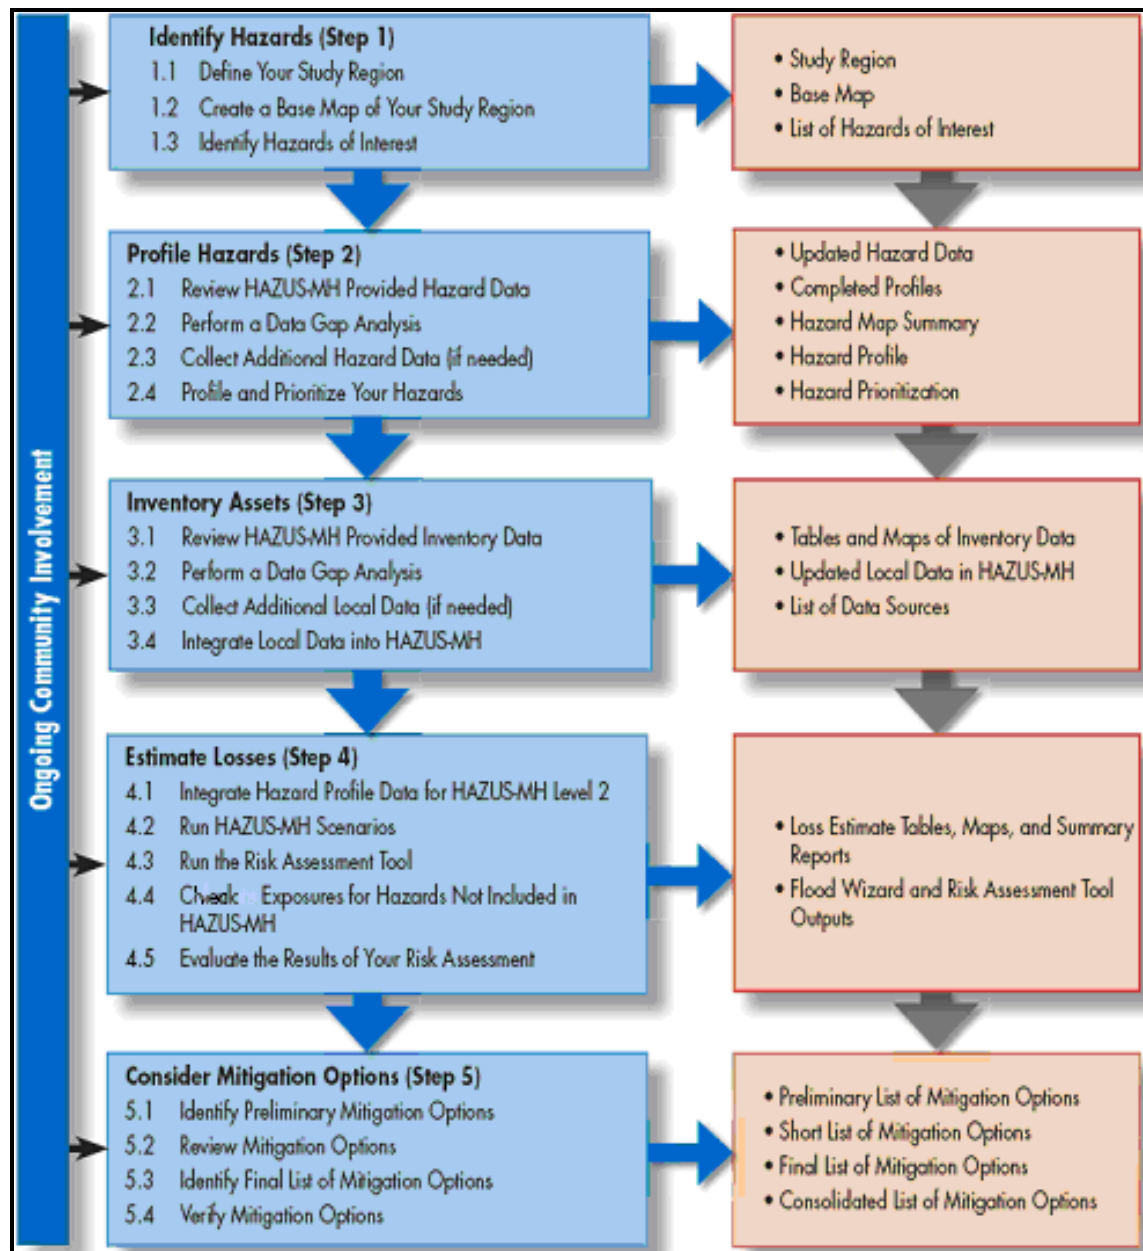 Ongoing Community Involvement
Identify Hazards (Step 1)
1.1 Define Your Study Region
1.2 Create a Base Map of Your Study Region
1.3 Identify Hazards of Interest
• Study Region
• Base Map
• List of Hazards of Interest
Profile Hazards (Step 2)
2.1 Review HAZUS-MH Provided Hazard Data
2.2 Perform a Data Gap Analysis
2.3 Collect Additional Hazard Data (if needed)
2.4 Profile and Prioritize Your Hazards
• Updated Hazard Data
• Completed Profiles
• Hazard Map Summary
• Hazard Profile
• Hazard Prioritization
Inventory Assets (Step 3)
3.1 Review HAZUS-MH Provided Inventory Data
3.2 Perform a Data Gap Analysis
3.3 Collect Additional Local Data (if needed)
3.4 Integrate Local Data into HAZUS-MH
• Tables and Maps of Inventory Data
• Updated Local Data in HAZUS-MH
• List of Data Sources
Estimate Losses (Step 4)
4.1 Integrate Hazard Profile Data for HAZUS-MH Level 2
4.2 Run HAZUS-MH Scenarios
4.3 Run the Risk Assessment Tool
4.4 Exposures for Hazards Not Included in
HAZUS-MH
4.5 Evaluate the Results of Your Risk Assessment
• Loss Estimate Tables, Maps, and Summary
Reports
• Flood Wizard and Risk Assessment Tool
Outputs
Consider Mitigation Options (Step 5)
5.1 Identify Preliminary Mitigation Options
5.2 Review Mitigation Options
5.3 Identify Final List of Mitigation Options
5.4 Verify Mitigation Options
• Preliminary List of Mitigation Options
• Short List of Mitigation Options
• Final List of Mitigation Options
• Consolidated List of Mitigation Options